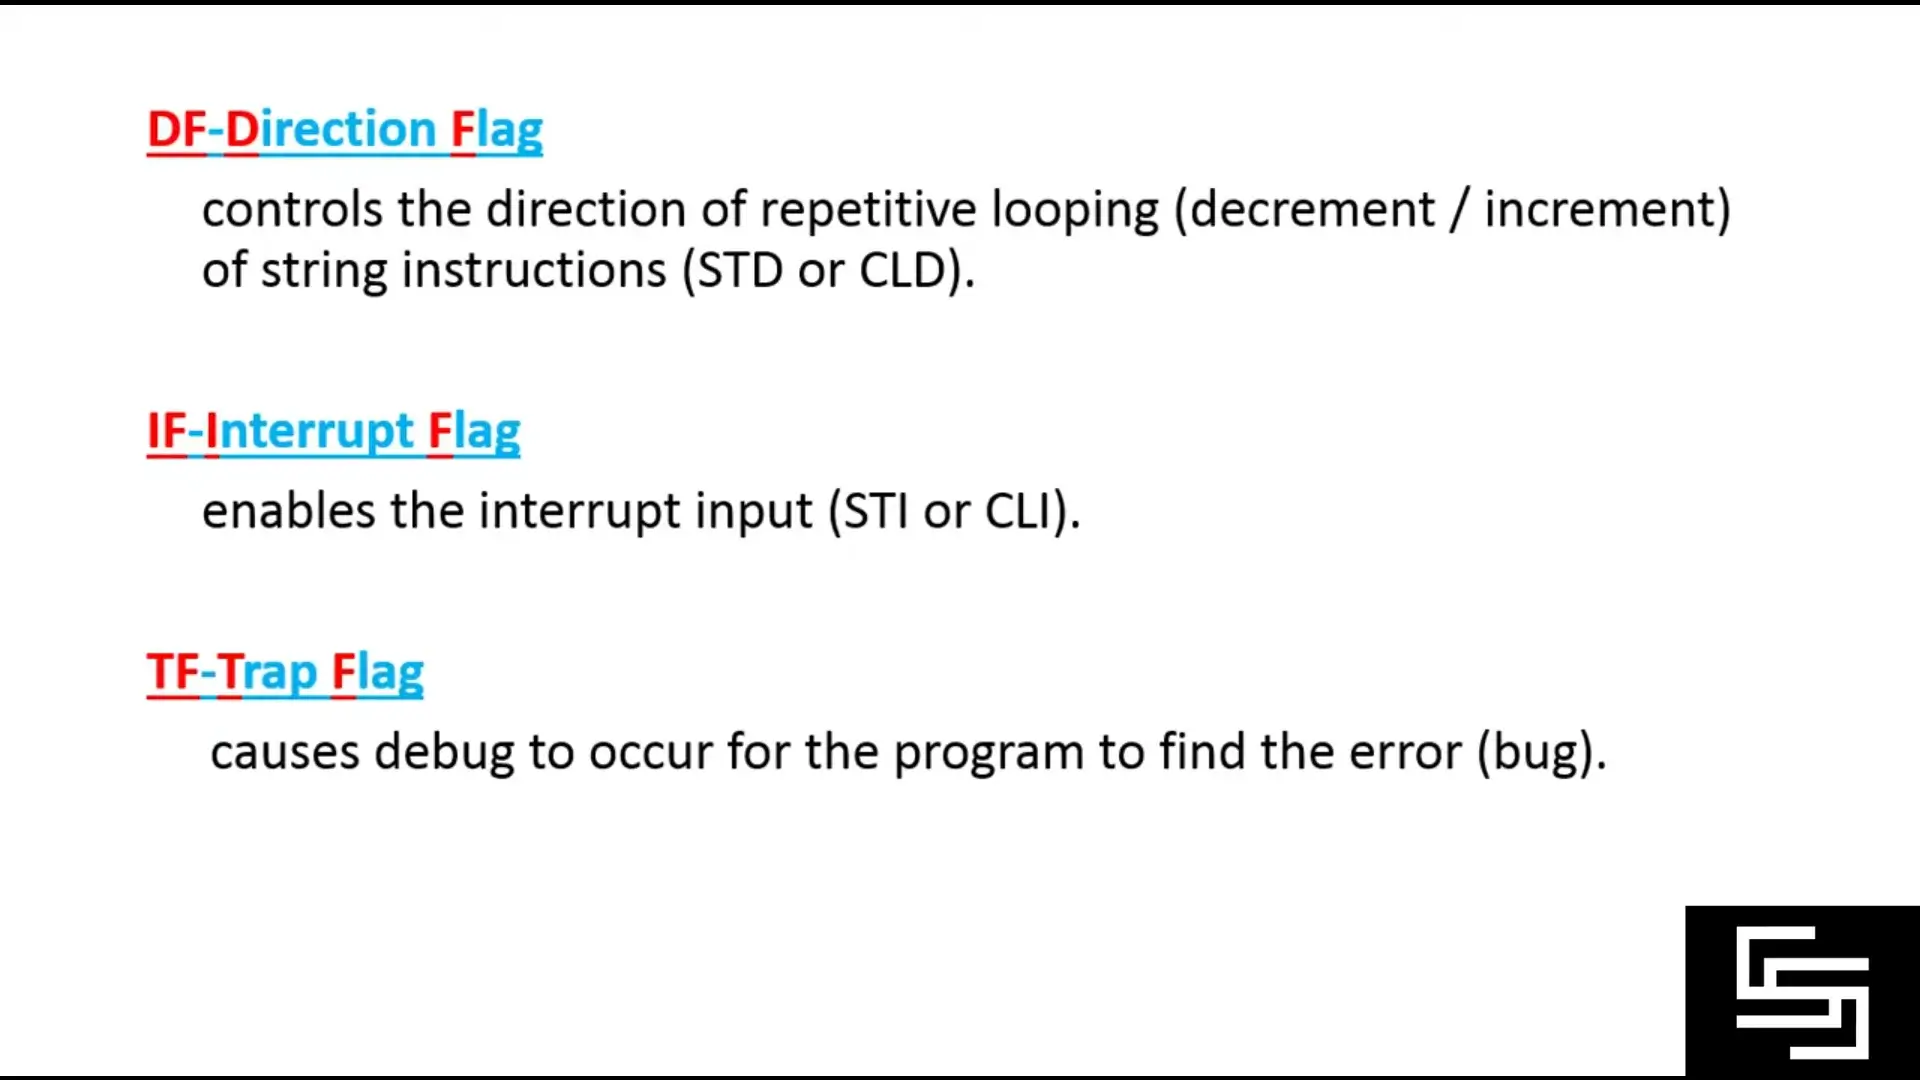 DF-Direction Flag
controls the direction of repetitive looping (decrement / increment)
of string instructions (STD or CLD).
IF-Interrupt Flag
enables the interrupt input (STI or CLI).
TF-Trap Flag
causes debug to occur for the program to find the error (bug).